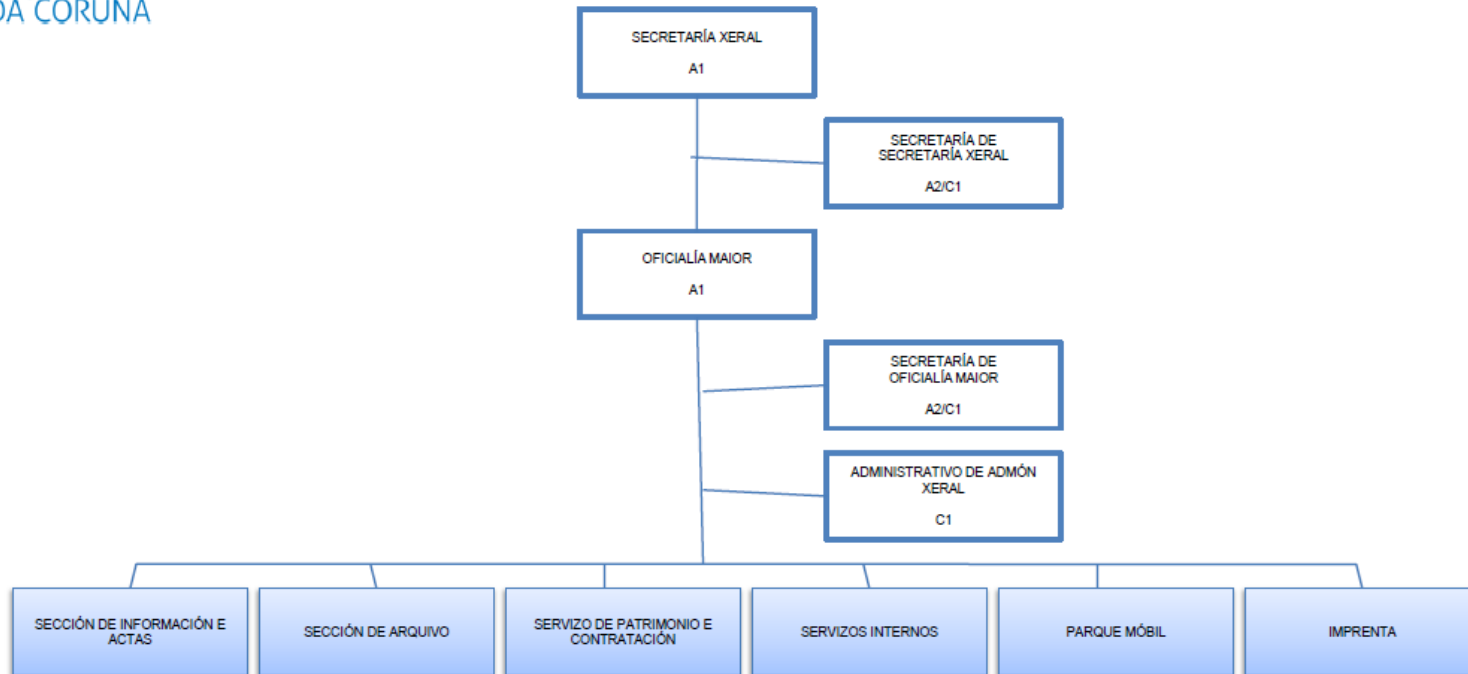 DA CORUÑA
SECRETARÍA XERAL
A1
SECRETARÍA DE
SECRETARÍA XERAL
A2/C1
OFICIALÍA MAIOR
A1
SECRETARÍA DE
OFICIALÍA MAIOR
A2/C1
ADMINISTRATIVO DE ADMÓN
XERAL
C1
SECCIÓN DE INFORMACIÓN E
ACTAS
SECCIÓN DE ARQUIVO
SERVIZO DE PATRIMONIO E
CONTRATACIÓN
SERVIZOS INTERNOS
PARQUE MÓBIL
IMPRENTA